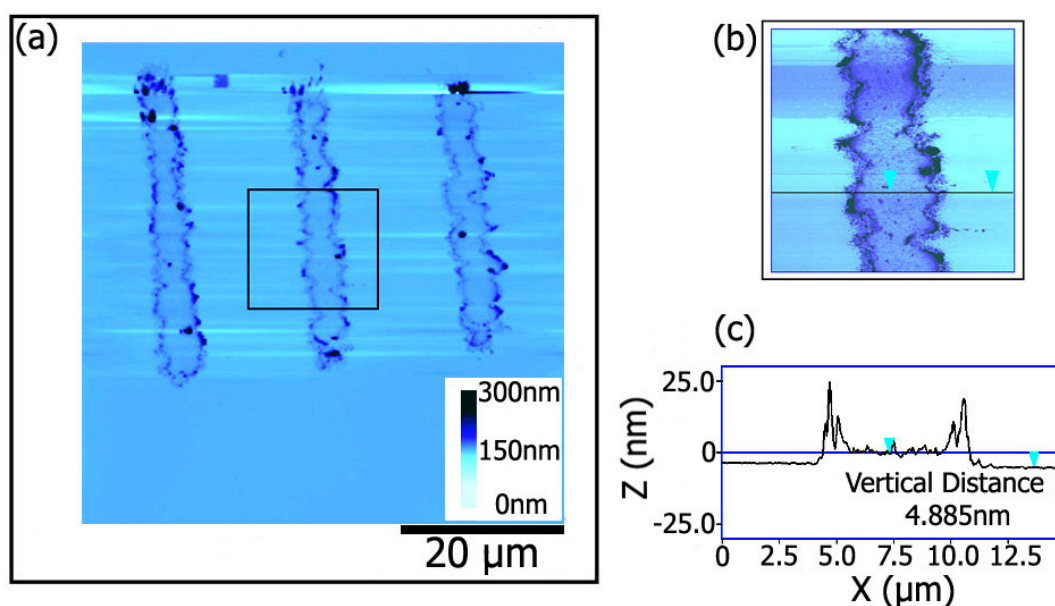 (a)
300nm
150nm
0nm
20 μm
(b)
(c)
25.0
0
-25.0
Z (nm)
Vertical Distance
4.885nm
0 2.5 5.0 7.5 10.0 12.5
X (μm)